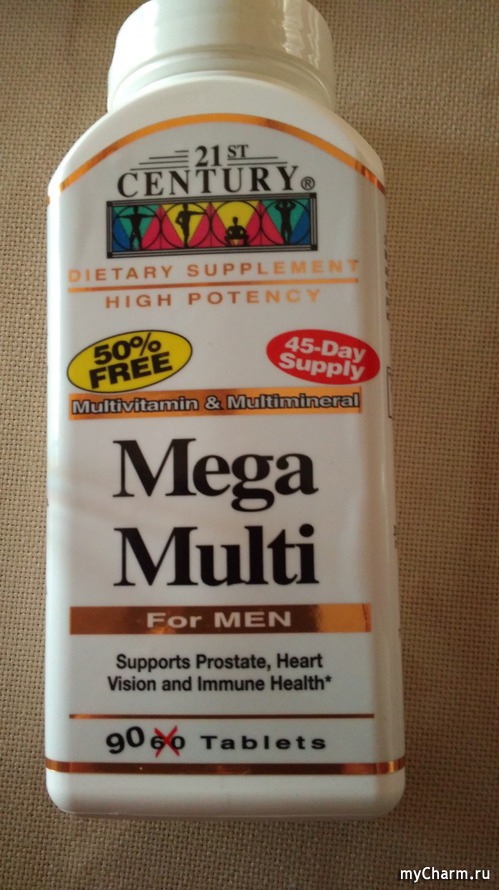 21ST
CENTURY®
DIETARY SUPPLEMENT
HIGH POTENCY
50%
FREE
45-Day
Supply
Multivitamin & Multimineral
Mega
Multi
For MEN
Supports Prostate, Heart
Vision and Immune Health*
90 60 Tablets
myCharm.ru